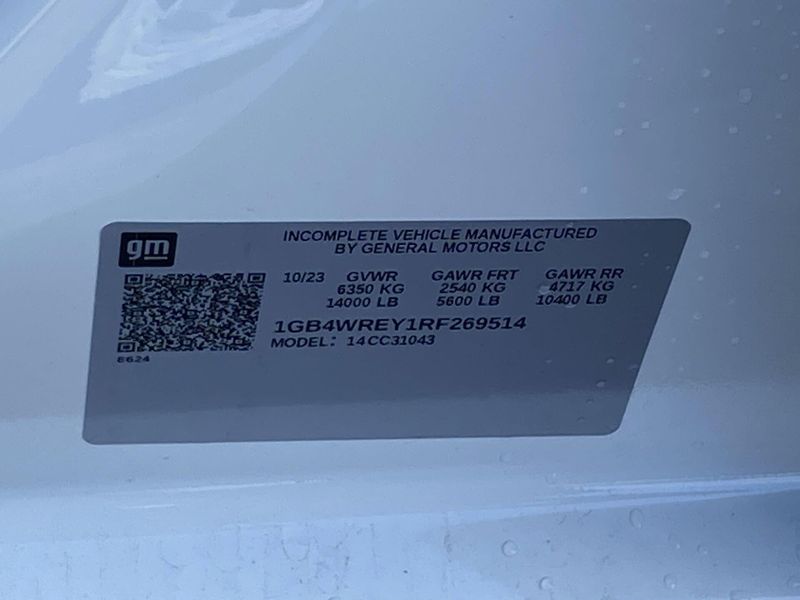 gm
INCOMPLETE VEHICLE MANUFACTURED
BY GENERAL MOTORS LLC
10/23 GVWR GAWR FRT GAWR RR
6350 KG 2540 KG 4717 KG
14000 LB 5600 LB 10400 LB
1GB4WREY1RF269514
MODEL: 14CC31043
8624